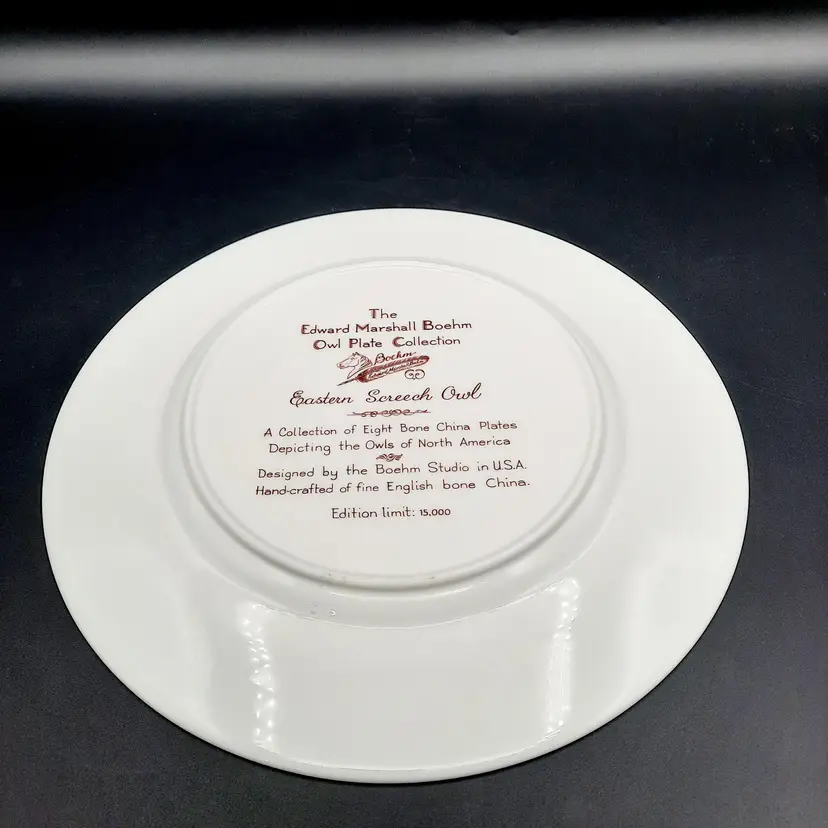 The
Edward Marshall Boehm
Owl Plate Collection
Boehm
Eastern Screech Owl
A Collection of Eight Bone China Plates
Depicting the Owls of North America
Designed by the Boehm Studio in U.S.A.
Hand-crafted of fine English bone China.
Edition limit: 15,000